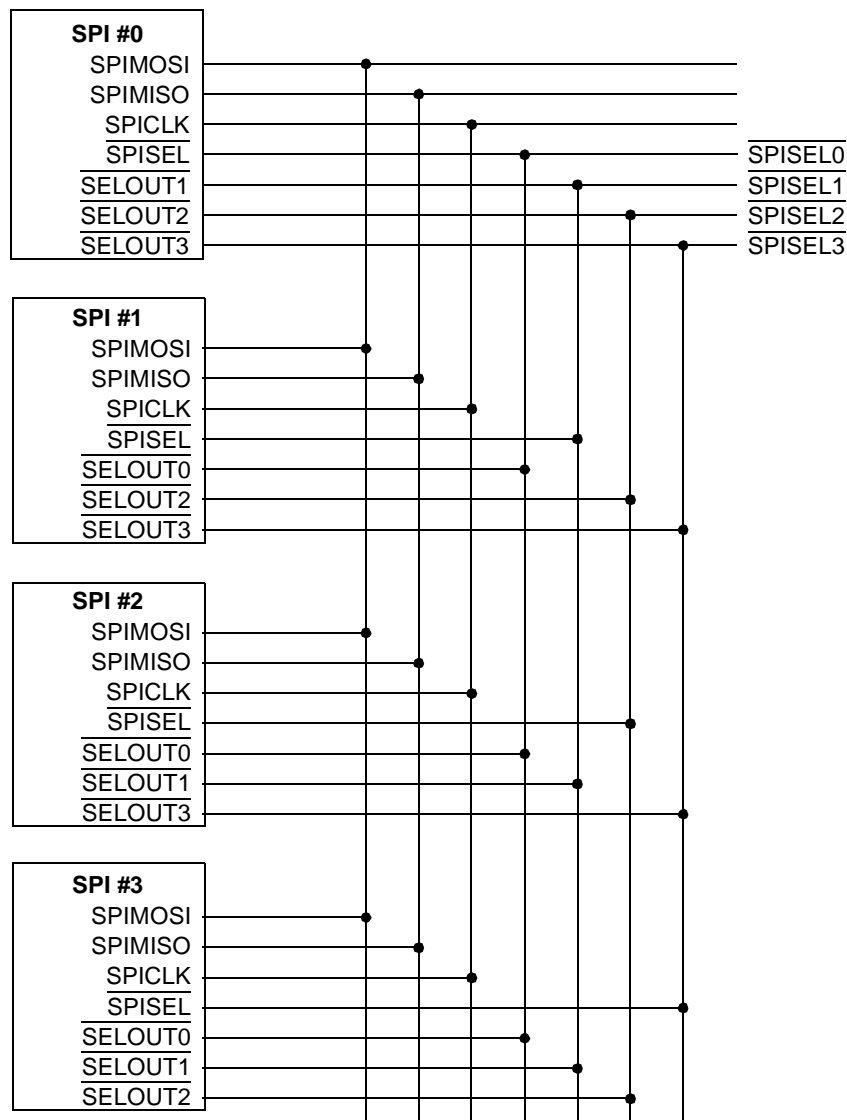 SPI #0
SPIMOSI
SPIMISO
SPICLK
SPISEL SPISEL0
SELOUT1 SPISEL1
SELOUT2 SPISEL2
SELOUT3 SPISEL3
SPI #1
SPIMOSI
SPIMISO
SPICLK
SPISEL
SELOUT0
SELOUT2
SELOUT3
SPI #2
SPIMOSI
SPIMISO
SPICLK
SPISEL
SELOUT0
SELOUT1
SELOUT3
SPI #3
SPIMOSI
SPIMISO
SPICLK
SPISEL
SELOUT0
SELOUT1
SELOUT2